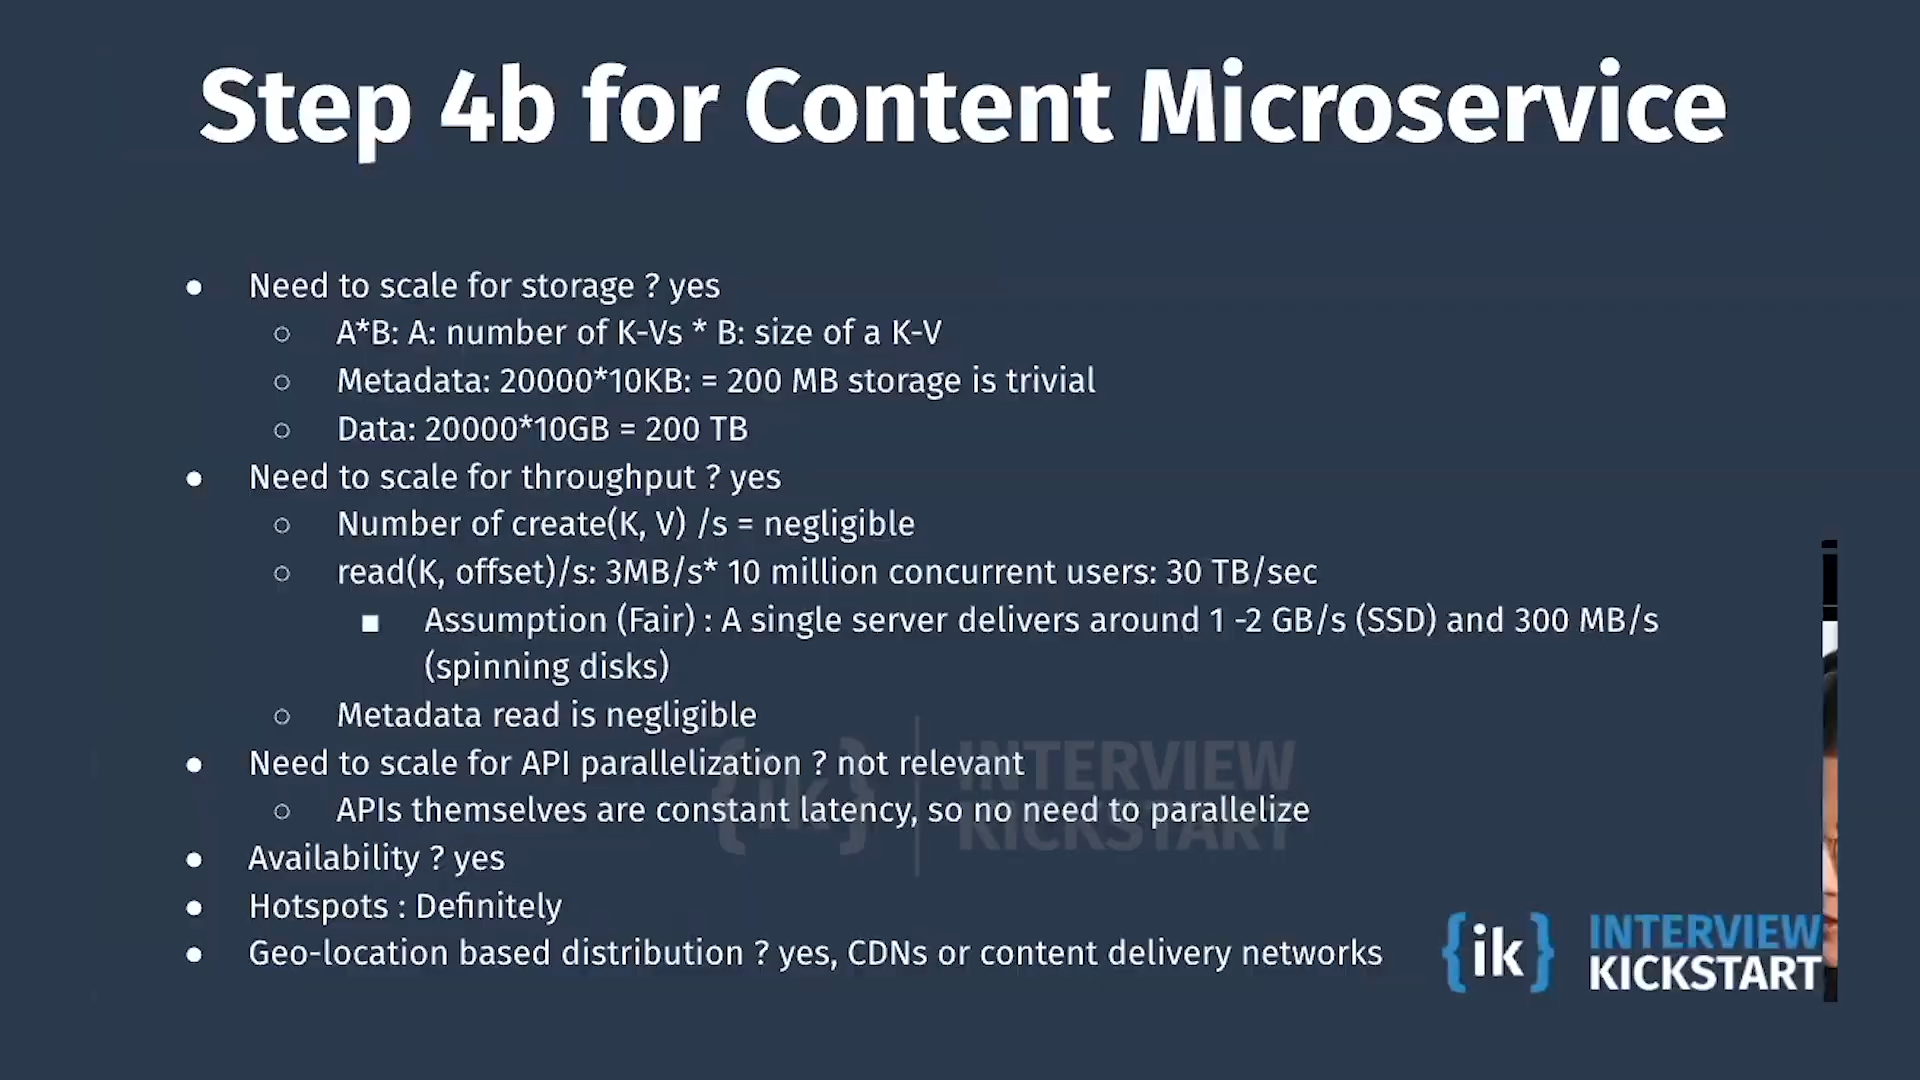 Step 4b for Content Microservice
● Need to scale for storage ? yes
○ A*B: A: number of K-Vs * B: size of a K-V
○ Metadata: 20000*10KB: = 200 MB storage is trivial
○ Data: 20000*10GB = 200 TB
● Need to scale for throughput ? yes
○ Number of create(K, V) /s = negligible
○ read(K, offset)/s: 3MB/s* 10 million concurrent users: 30 TB/sec
■ Assumption (Fair) : A single server delivers around 1 -2 GB/s (SSD) and 300 MB/s
(spinning disks)
○ Metadata read is negligible
● Need to scale for API parallelization ? not relevant
○ APIs themselves are constant latency, so no need to parallelize
● Availability ? yes
● Hotspots : Definitely
● Geo-location based distribution ? yes, CDNs or content delivery networks
{ik} INTERVIEW
KICKSTART
{ik} INTERVIEW
KICKSTART